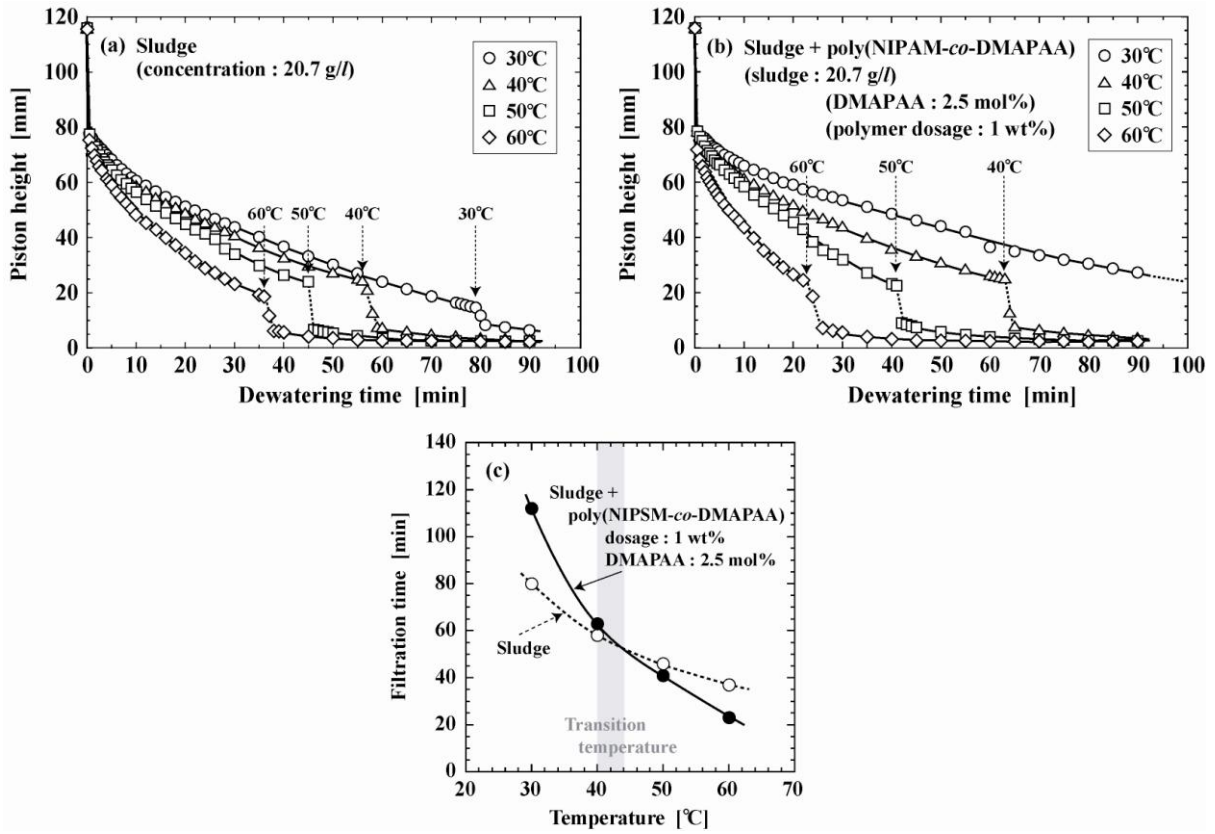 (a) Sludge
(concentration : 20.7 g/l)
30℃
40℃
50℃
60℃
60℃ 50℃ 40℃ 30℃
Piston height [mm]
120
100
80
60
40
20
0
0 10 20 30 40 50 60 70 80 90 100
Dewatering time [min]
(b) Sludge + poly(NIPAM-co-DMAPAA)
(sludge : 20.7 g/l)
(DMAPAA : 2.5 mol%)
(polymer dosage : 1 wt%)
30℃
40℃
50℃
60℃
60℃ 50℃ 40℃
Piston height [mm]
120
100
80
60
40
20
0
0 10 20 30 40 50 60 70 80 90 100
Dewatering time [min]
(c)
Sludge +
poly(NIPSM-co-DMAPAA)
dosage : 1 wt%
DMAPAA : 2.5 mol%
Sludge
Transition
temperature
Filtration time [min]
140
120
100
80
60
40
20
0
20 30 40 50 60 70
Temperature [℃]